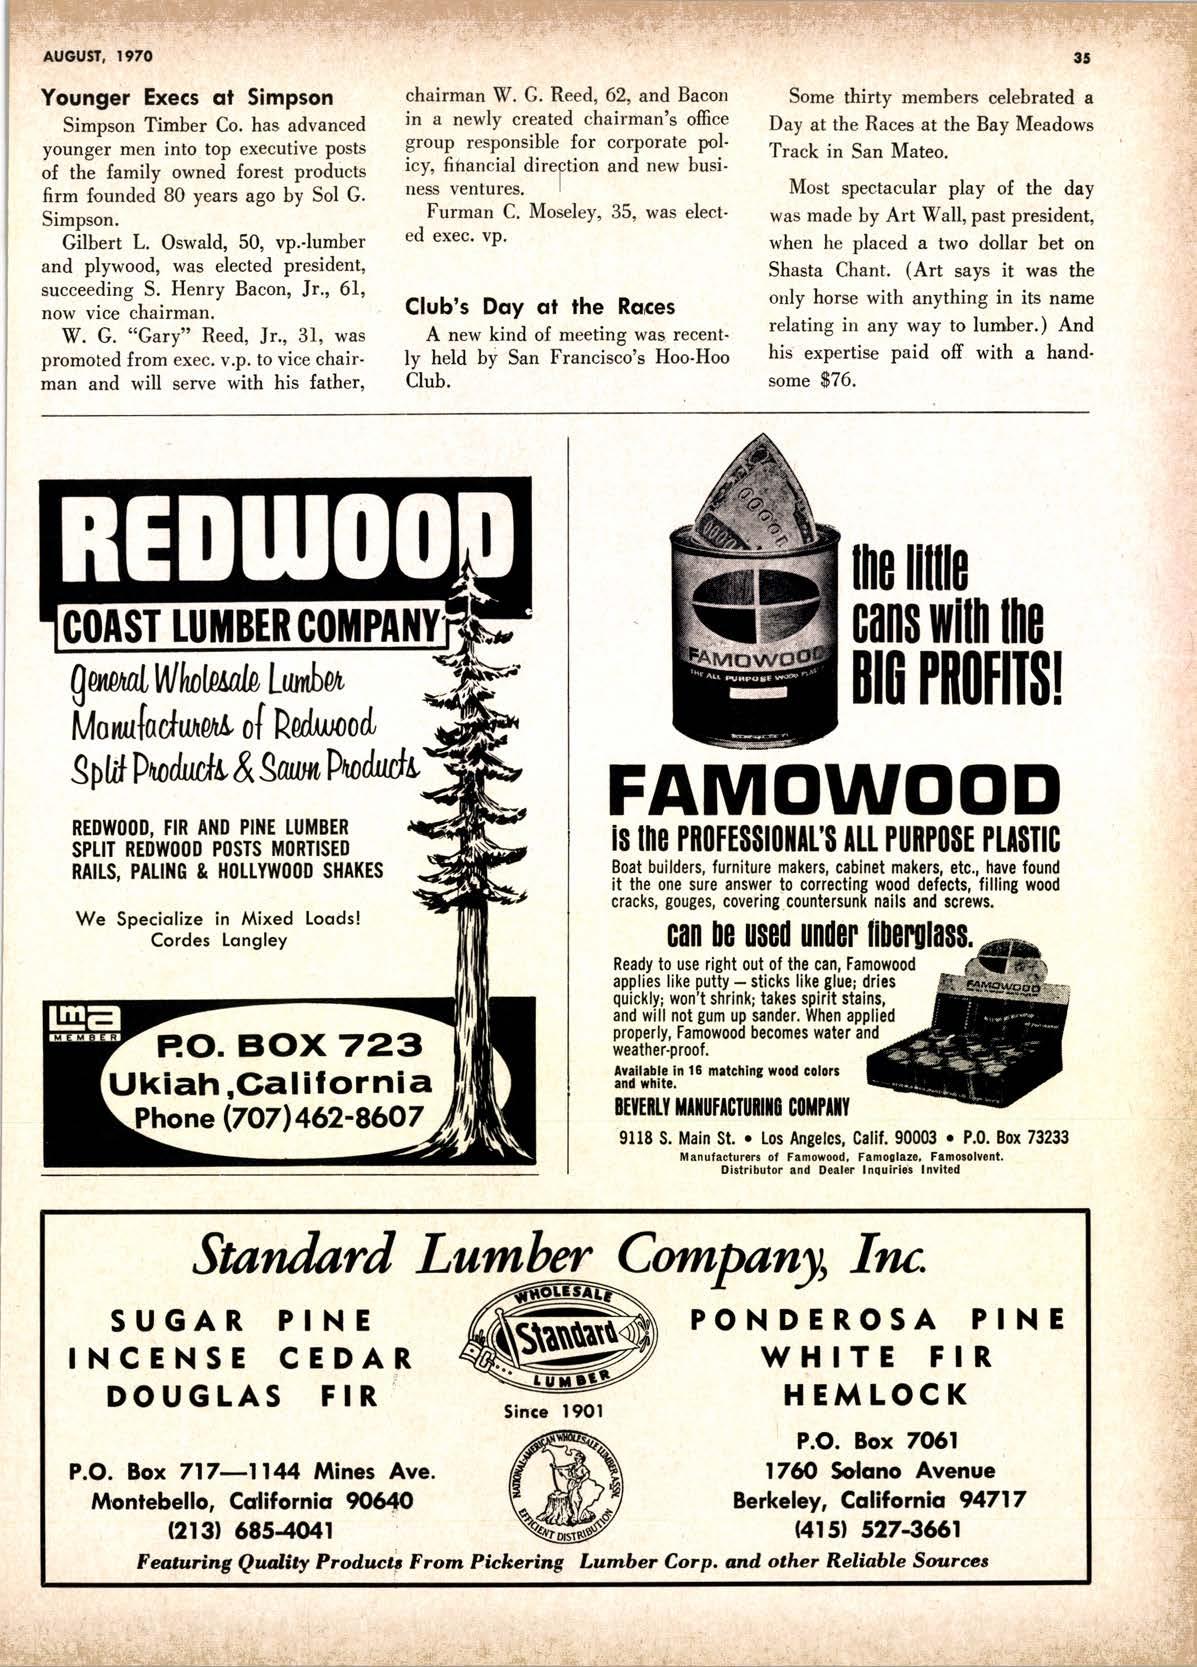 AUGUST, 1970
35
Younger Execs at Simpson
Simpson Timber Co. has advanced
younger men into top executive posts
of the family owned forest products
firm founded 80 years ago by Sol G.
Simpson.
Gilbert L. Oswald, 50, vp.-lumber
and plywood, was elected president,
succeeding S. Henry Bacon, Jr., 61,
now vice chairman.
W. G. “Gary” Reed, Jr., 31, was
promoted from exec. v.p. to vice chair-
man and will serve with his father,
chairman W. G. Reed, 62, and Bacon
in a newly created chairman's office
group responsible for corporate pol-
icy, financial direction and new busi-
ness ventures.
Furman C. Moseley, 35, was elect-
ed exec. vp.
Club's Day at the Races
A new kind of meeting was recent-
ly held by San Francisco's Hoo-Hoo
Club.
Some thirty members celebrated a
Day at the Races at the Bay Meadows
Track in San Mateo.
Most spectacular play of the day
was made by Art Wall, past president,
when he placed a two dollar bet on
Shasta Chant. (Art says it was the
only horse with anything in its name
relating in any way to lumber.) And
his expertise paid off with a hand-
some $76.
REDWOOD
COAST LUMBER COMPANY
General Wholesale Lumber
Manufacturers of Redwood
Split Products & Sawn Products
REDWOOD, FIR AND PINE LUMBER
SPLIT REDWOOD POSTS MORTISED
RAILS, PALING & HOLLYWOOD SHAKES
We Specialize in Mixed Loads!
Cordes Langley
Lma
MEMBER
P.O. BOX 723
Ukiah,California
Phone (707)462-8607
FAMOWOOD
THE ALL PURPOSE WOOD
the little
cans with the
BIG PROFITS!
FAMOWOOD
is the PROFESSIONAL'S ALL PURPOSE PLASTIC
Boat builders, furniture makers, cabinet makers, etc., have found
it the one sure answer to correcting wood defects, filling wood
cracks, gouges, covering countersunk nails and screws.
can be used under fiberglass.
Ready to use right out of the can, Famowood
applies like putty — sticks like glue; dries
quickly; won't shrink; takes spirit stains,
and will not gum up sander. When applied
properly, Famowood becomes water and
weather-proof.
Available in 16 matching wood colors
and white.
FAMOWOOD
BEVERLY MANUFACTURING COMPANY
9118 S. Main St. • Los Angeles, Calif. 90003 • P.O. Box 73233
Manufacturers of Famowood, Famoglaze, Famosolvent.
Distributor and Dealer Inquiries Invited
Standard Lumber Company, Inc.
SUGAR PINE
INCENSE CEDAR
DOUGLAS FIR
WHOLESALE
Standard
LUMBER
Since 1901
PONDEROSA PINE
WHITE FIR
HEMLOCK
P.O. Box 717—1144 Mines Ave.
Montebello, California 90640
(213) 685-4041
NATIONAL-AMERICAN WHOLESALE LUMBER ASSN.
EFFICIENT DISTRIBUTION
P.O. Box 7061
1760 Solano Avenue
Berkeley, California 94717
(415) 527-3661
Featuring Quality Products From Pickering Lumber Corp. and other Reliable Sources